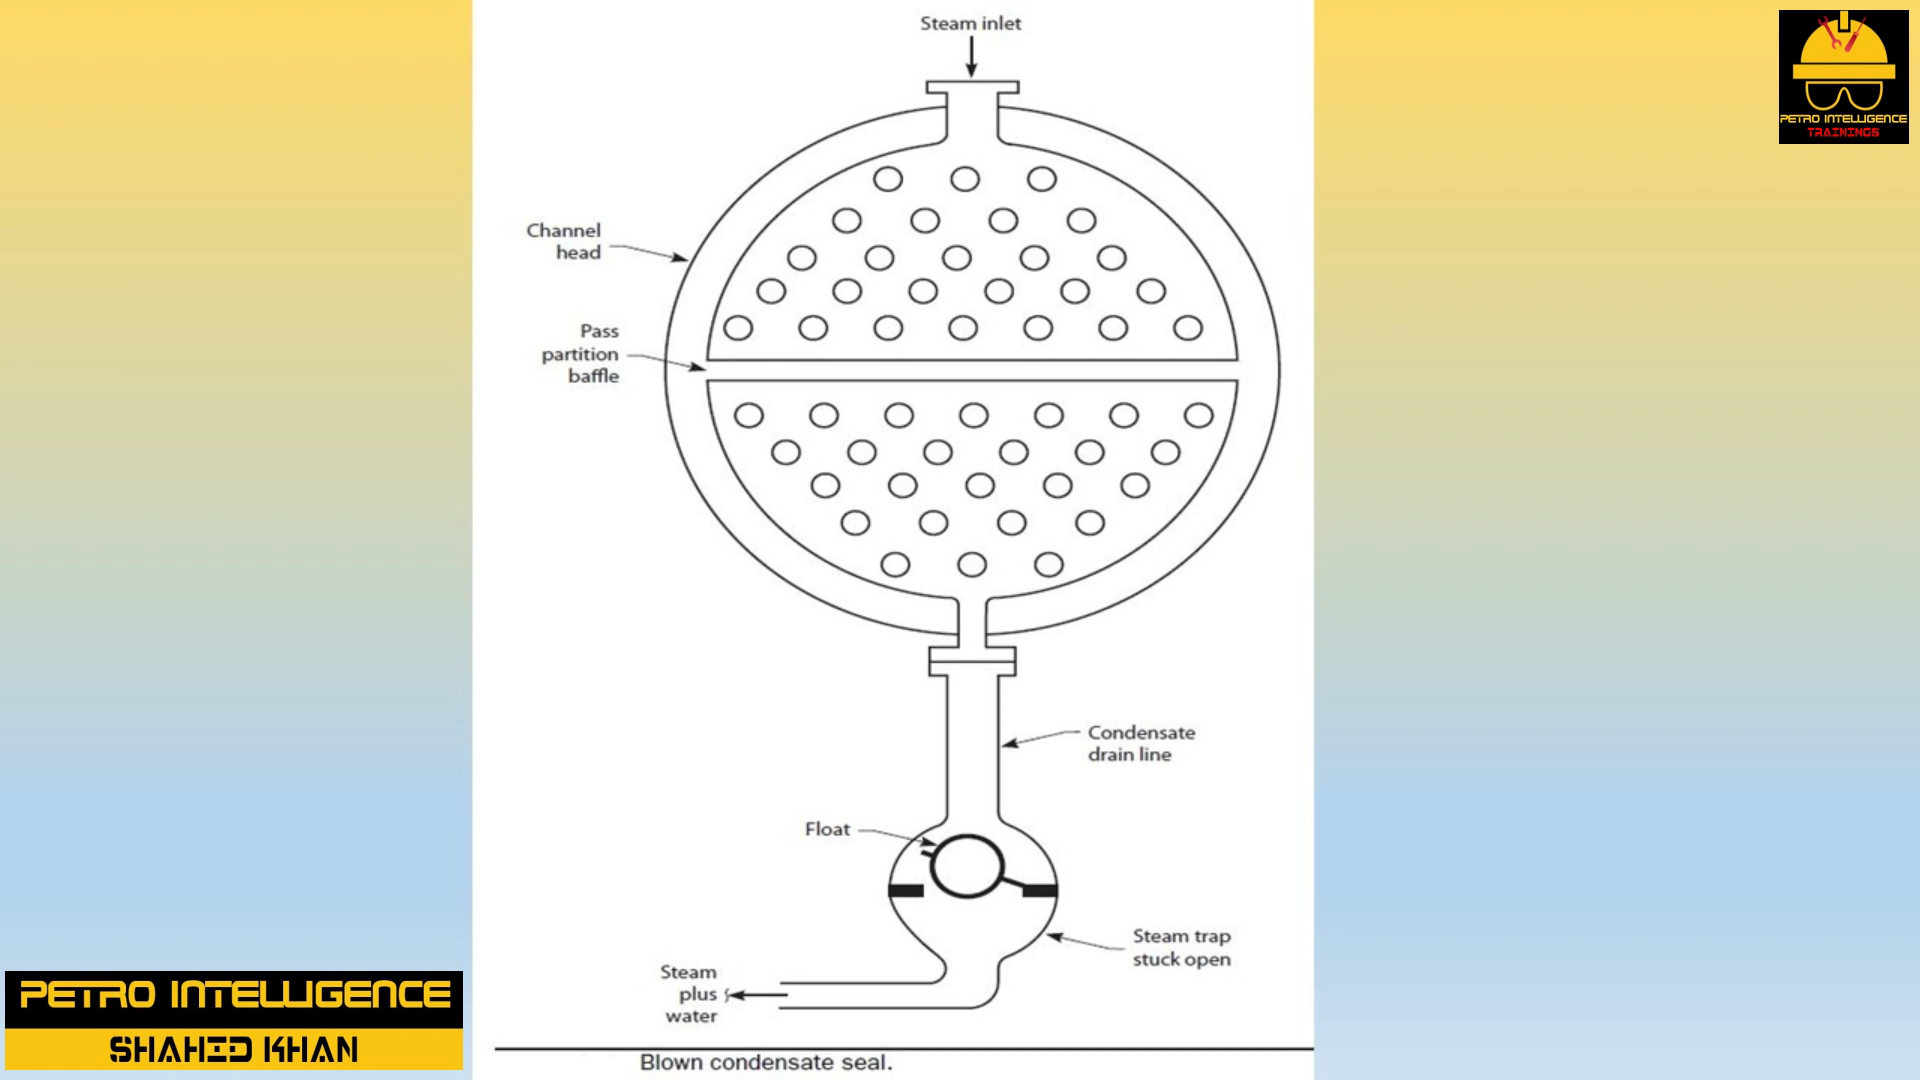 Steam inlet
PETRO INTELLIGENCE
TRAININGS
Channel
head
Pass
partition
baffle
Condensate
drain line
Float
Steam trap
stuck open
Steam
plus
water
Blown condensate seal.
PETRO INTELLIGENCE
SHAHID KHAN